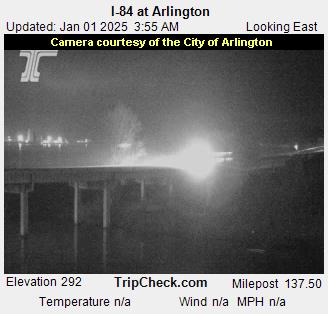 I-84 at Arlington
Updated: Jan 01 2025 3:55 AM Looking East
Camera courtesy of the City of Arlington
Elevation 292 TripCheck.com Milepost 137.50
Temperature n/a Wind n/a MPH n/a